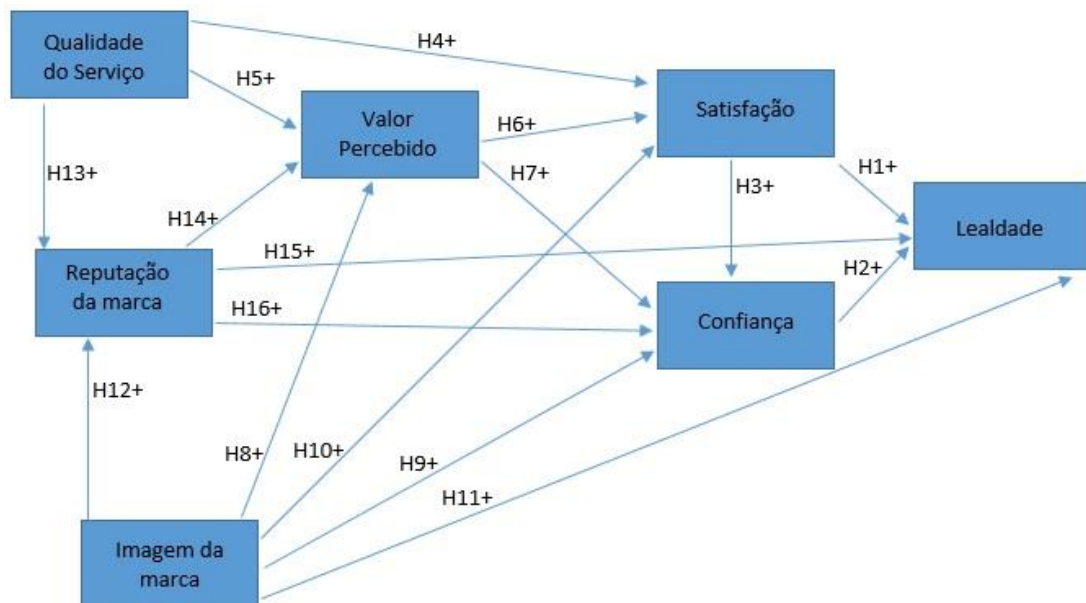 Qualidade
do Serviço
H4+
H5+
Valor
Percebido
H6+
Satisfação
H13+
H7+
H1+
H3+
H14+
Lealdade
H15+
Reputação
da marca
H2+
H16+
Confiança
H12+
H8+
H10+
H9+
H11+
Imagem da
marca